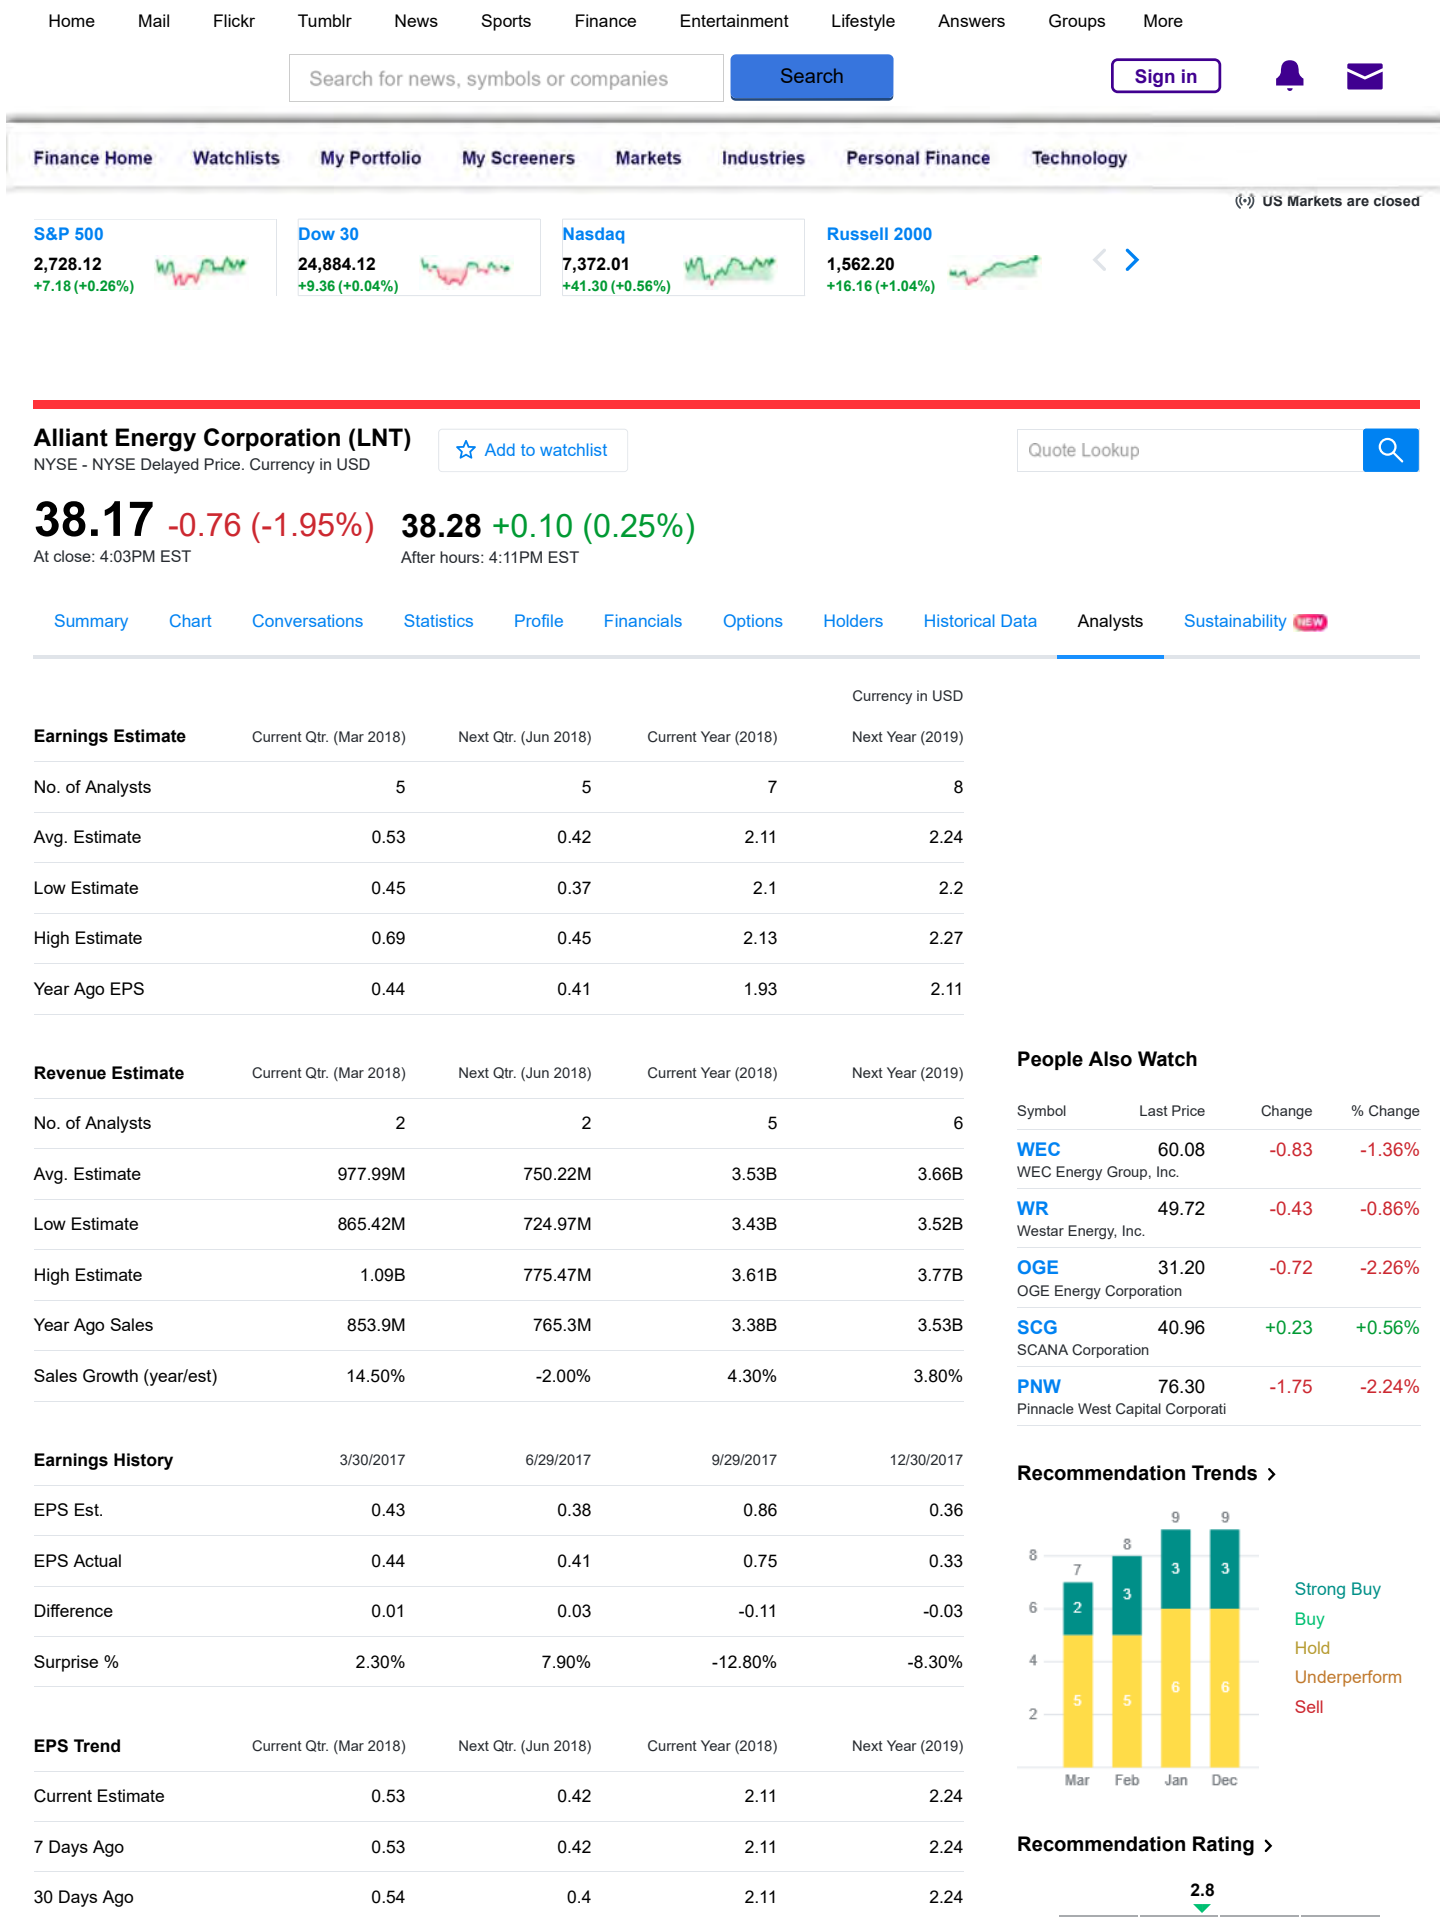 Home Mail Flickr Tumblr News Sports Finance Entertainment Lifestyle Answers Groups More
Search for news, symbols or companies Search Sign in
Finance Home Watchlists My Portfolio My Screeners Markets Industries Personal Finance Technology
US Markets are closed
S&P 500 Dow 30 Nasdaq Russell 2000
2,728.12 24,884.12 7,372.01 1,562.20
+7.18 (+0.26%) +9.36 (+0.04%) +41.30 (+0.56%) +16.16 (+1.04%)
Alliant Energy Corporation (LNT) Add to watchlist Quote Lookup
NYSE - NYSE Delayed Price. Currency in USD
38.17 -0.76 (-1.95%) 38.28 +0.10 (0.25%)
At close: 4:03PM EST After hours: 4:11PM EST
Summary Chart Conversations Statistics Profile Financials Options Holders Historical Data Analysts Sustainability NEW
Currency in USD
Earnings Estimate Current Qtr. (Mar 2018) Next Qtr. (Jun 2018) Current Year (2018) Next Year (2019)
No. of Analysts 5 5 7 8
Avg. Estimate 0.53 0.42 2.11 2.24
Low Estimate 0.45 0.37 2.1 2.2
High Estimate 0.69 0.45 2.13 2.27
Year Ago EPS 0.44 0.41 1.93 2.11
Revenue Estimate Current Qtr. (Mar 2018) Next Qtr. (Jun 2018) Current Year (2018) Next Year (2019)
No. of Analysts 2 2 5 6
Avg. Estimate 977.99M 750.22M 3.53B 3.66B
Low Estimate 865.42M 724.97M 3.43B 3.52B
High Estimate 1.09B 775.47M 3.61B 3.77B
Year Ago Sales 853.9M 765.3M 3.38B 3.53B
Sales Growth (year/est) 14.50% -2.00% 4.30% 3.80%
Earnings History 3/30/2017 6/29/2017 9/29/2017 12/30/2017
EPS Est. 0.43 0.38 0.86 0.36
EPS Actual 0.44 0.41 0.75 0.33
Difference 0.01 0.03 -0.11 -0.03
Surprise % 2.30% 7.90% -12.80% -8.30%
EPS Trend Current Qtr. (Mar 2018) Next Qtr. (Jun 2018) Current Year (2018) Next Year (2019)
Current Estimate 0.53 0.42 2.11 2.24
7 Days Ago 0.53 0.42 2.11 2.24
30 Days Ago 0.54 0.4 2.11 2.24
People Also Watch
Symbol Last Price Change % Change
WEC 60.08 -0.83 -1.36%
WEC Energy Group, Inc.
WR 49.72 -0.43 -0.86%
Westar Energy, Inc.
OGE 31.20 -0.72 -2.26%
OGE Energy Corporation
SCG 40.96 +0.23 +0.56%
SCANA Corporation
PNW 76.30 -1.75 -2.24%
Pinnacle West Capital Corporati
Recommendation Trends
9 9
8
8
7
3 3
3
2
6
4
6 6
5 5
2
Mar Feb Jan Dec
Strong Buy
Buy
Hold
Underperform
Sell
Recommendation Rating
2.8